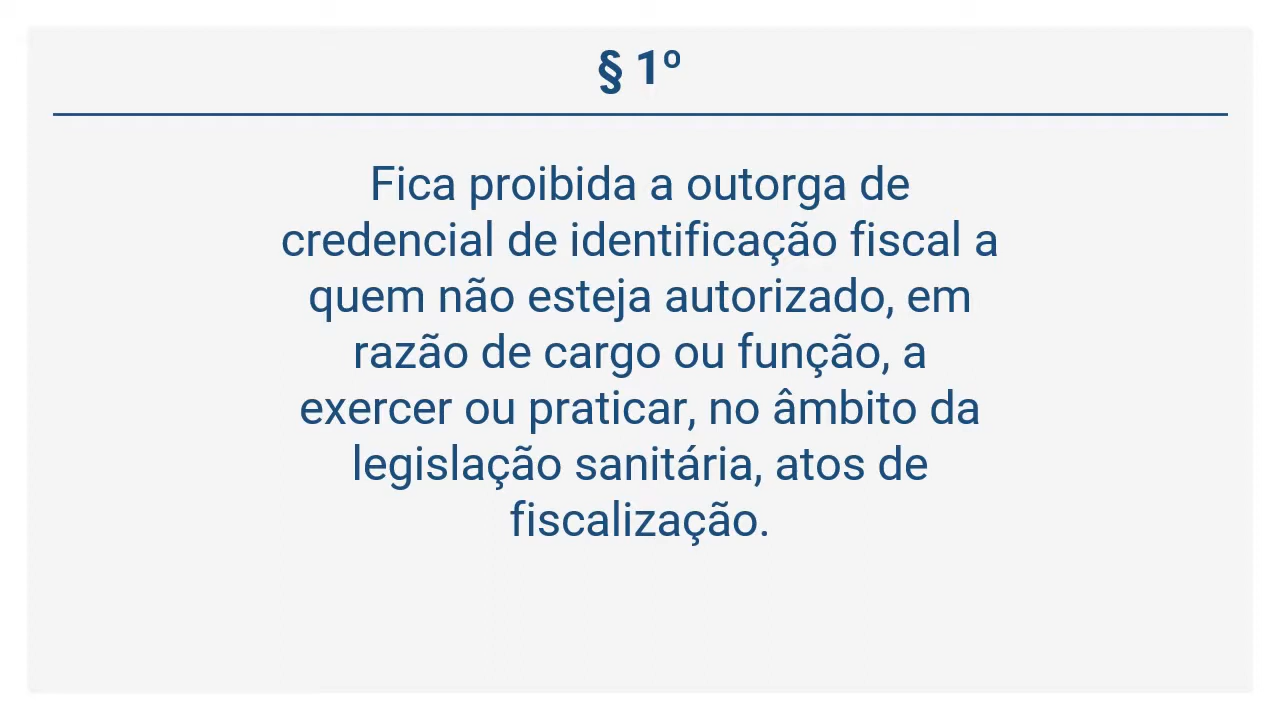 § 1º
Fica proibida a outorga de
credencial de identificação fiscal a
quem não esteja autorizado, em
razão de cargo ou função, a
exercer ou praticar, no âmbito da
legislação sanitária, atos de
fiscalização.